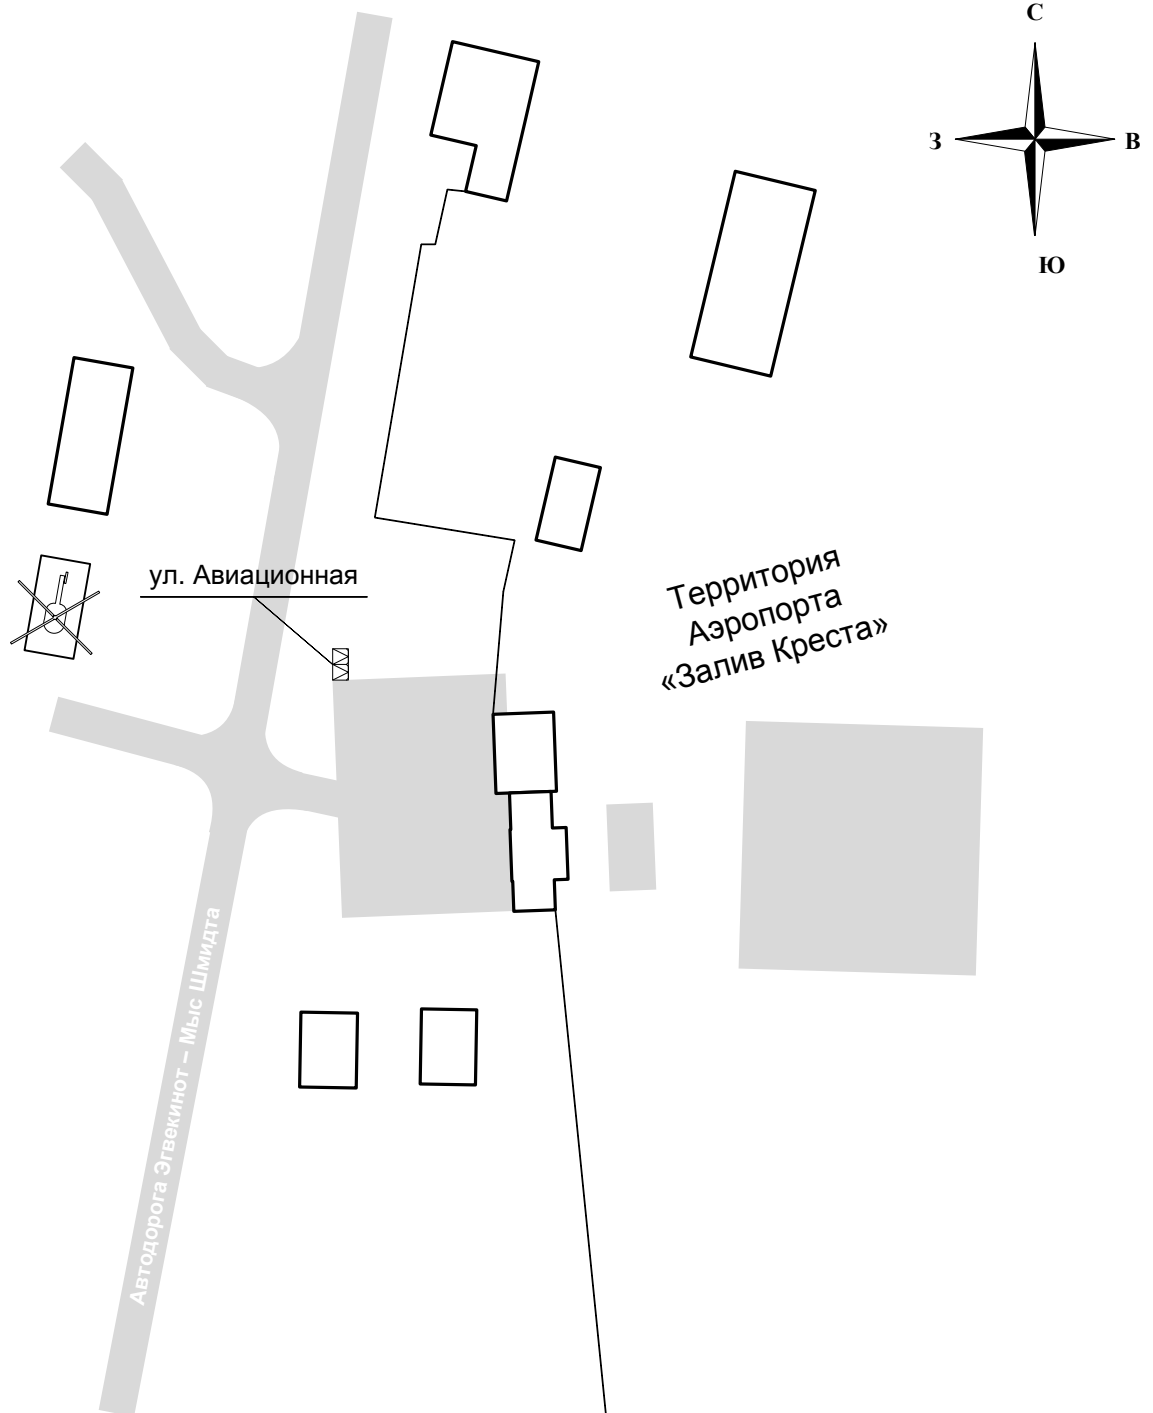 С
З
В
Ю
ул. Авиационная
Территория
Аэропорта
«Залив Креста»
Автодорога Эгвекинот – Мыс Шмидта